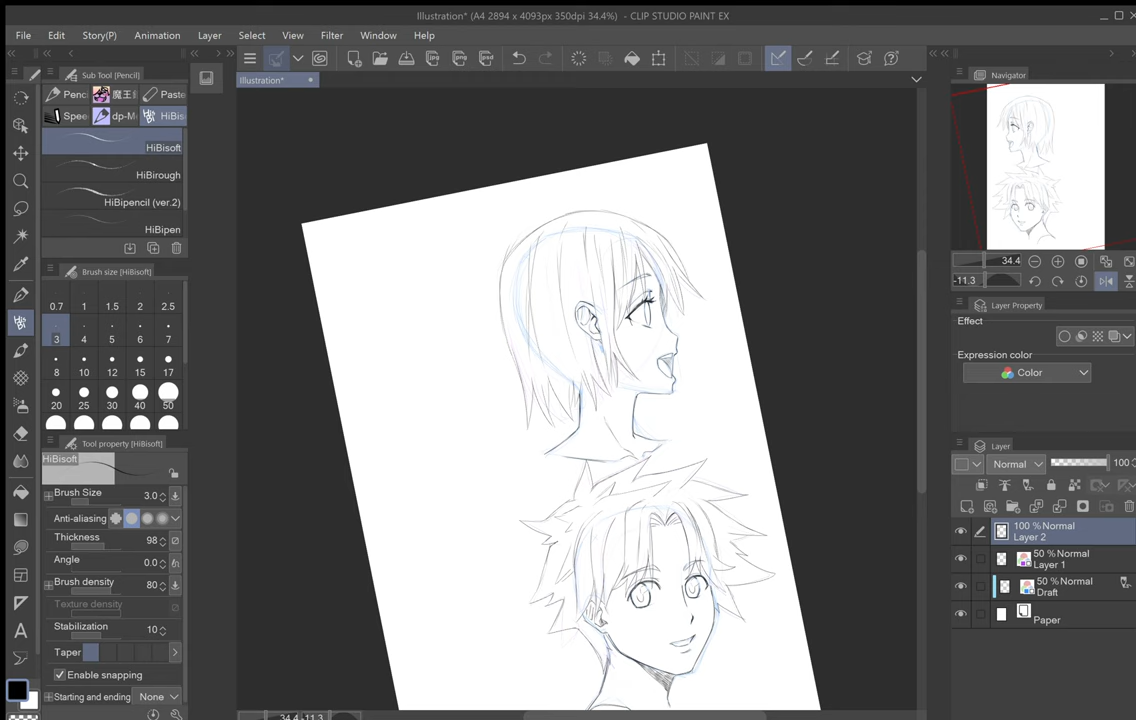 Illustration* (A4 2894 x 4093px 350dpi 34.4%) - CLIP STUDIO PAINT EX
File Edit Story(P) Animation Layer Select View Filter Window Help
Sub Tool (Pencil)
Illustration*
Navigator
Penc 魔王 Paste
Spee dp-M HiBis
HiBisoft
HiBirough
HiBipencil (ver.2)
HiBipen
Brush size [HiBisoft]
0.7 1 1.5 2 2.5
3 4 5 6 7
8 10 12 15 17
20 25 30 40 50
Tool property [HiBisoft]
HiBisoft
Brush Size 3.0
Anti-aliasing
Thickness 98
Angle 0.0
Brush density 80
Texture density
Stabilization 10
Taper
Enable snapping
Starting and ending None
34.4 -11.3
34.4
-11.3
Layer Property
Effect
Expression color
Color
Layer
Normal 100
100 % Normal
Layer 2
50 % Normal
Layer 1
50 % Normal
Draft
Paper